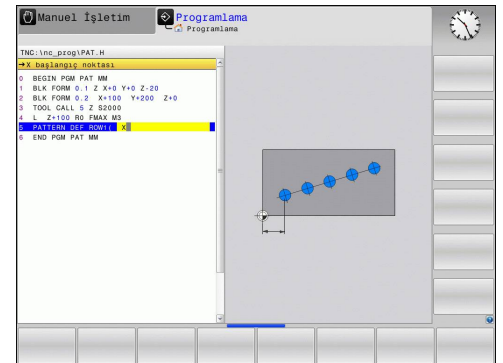 Manuel İşletim
Programlama
Programlama
TNC:\nc_prog\PAT.H
→X başlangıç noktası
0 BEGIN PGM PAT MM
1 BLK FORM 0.1 Z X+0 Y+0 Z-20
2 BLK FORM 0.2 X+100 Y+200 Z+0
3 TOOL CALL 5 Z S2000
4 L Z+100 R0 FMAX M3
5 PATTERN DEF ROW1( X
6 END PGM PAT MM